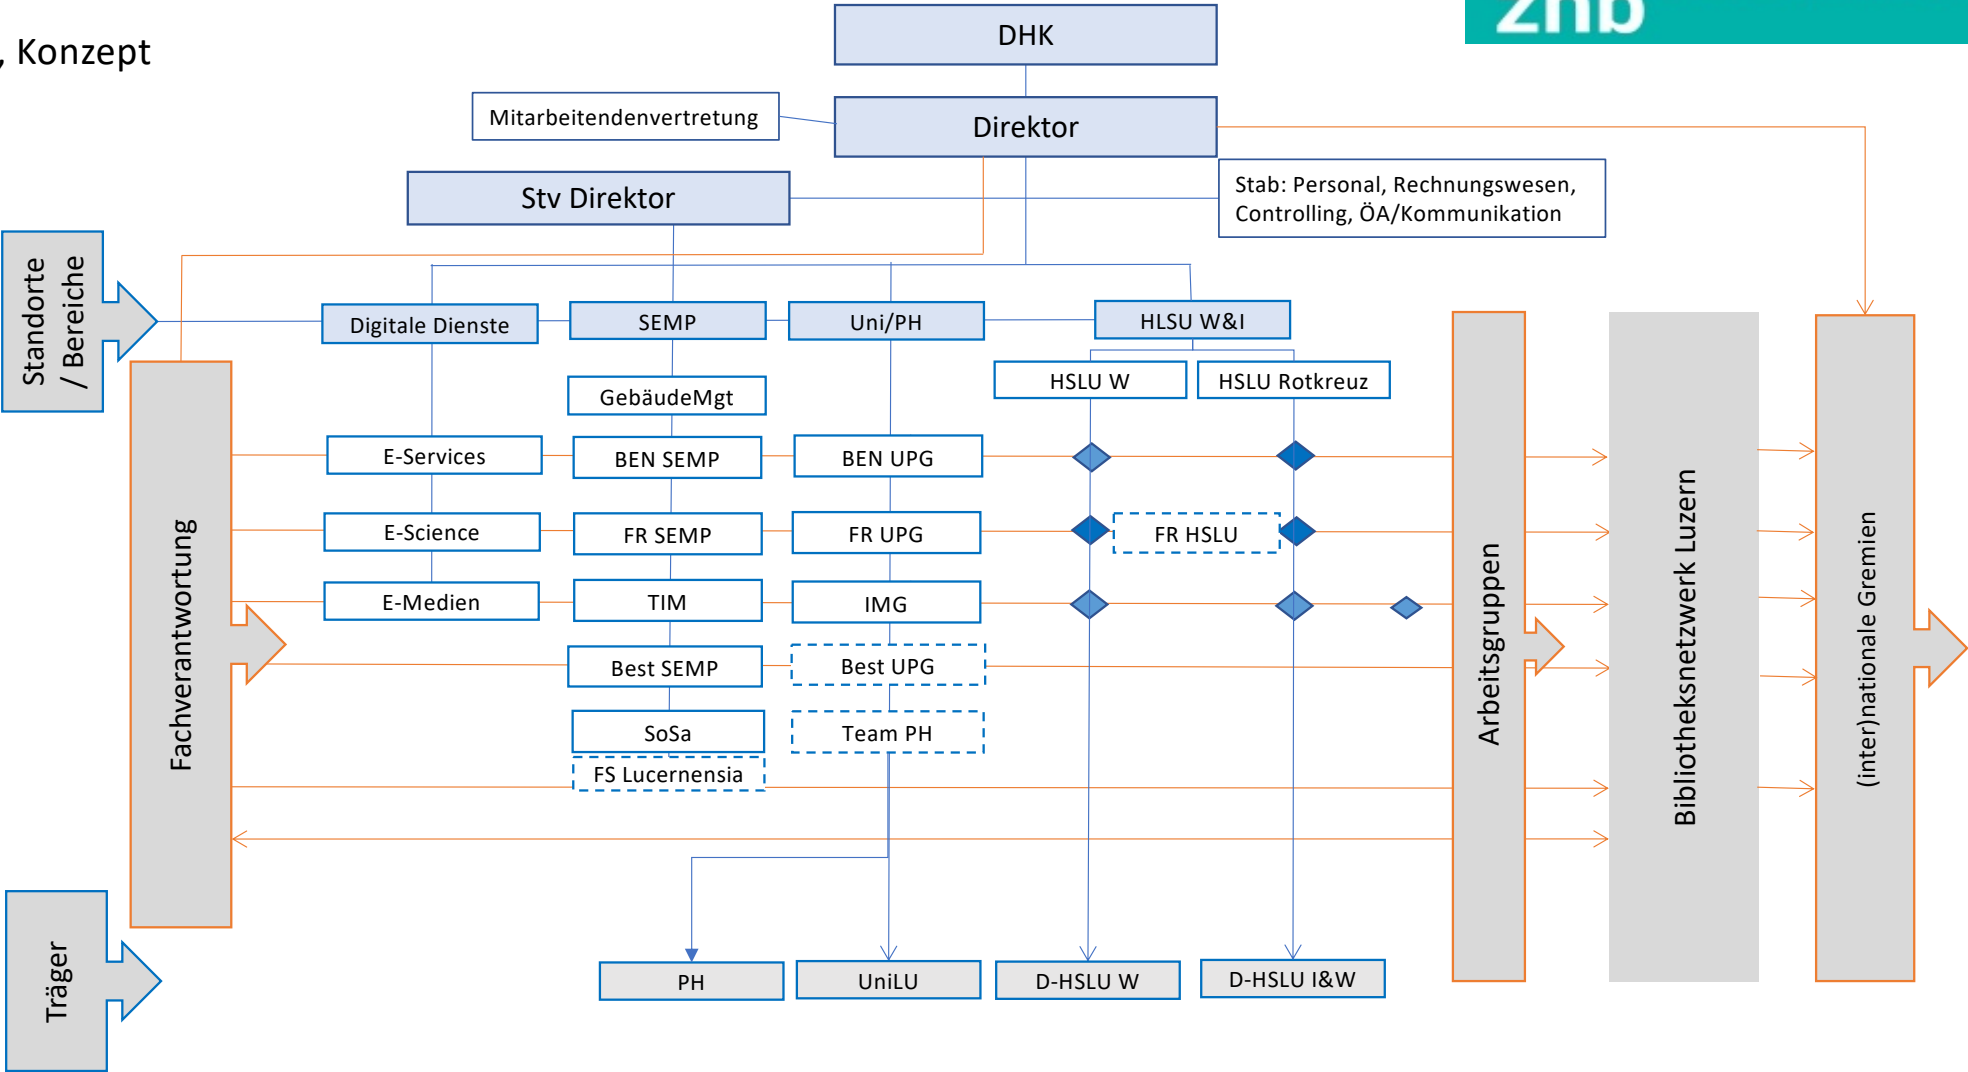 , Konzept
zhb
DHK
Mitarbeitendenvertretung
Direktor
Stv Direktor
Stab: Personal, Rechnungswesen,
Controlling, ÖA/Kommunikation
Standorte
/ Bereiche
Digitale Dienste
SEMP
Uni/PH
HLSU W&I
GebäudeMgt
HSLU W
HSLU Rotkreuz
E-Services
BEN SEMP
BEN UPG
E-Science
FR SEMP
FR UPG
FR HSLU
E-Medien
TIM
IMG
Best SEMP
Best UPG
SoSa
Team PH
FS Lucernensia
Fachverantwortung
Arbeitsgruppen
Bibliotheksnetzwerk Luzern
(inter)nationale Gremien
Träger
PH
UniLU
D-HSLU W
D-HSLU I&W